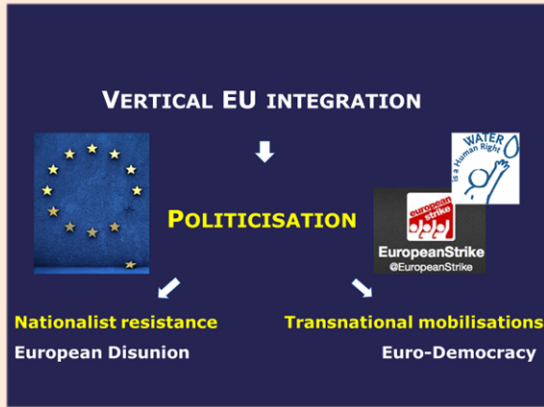 VERTICAL EU INTEGRATION
WATER
is a Human Right
POLITICISATION
european
strike
EuropeanStrike
@EuropeanStrike
Nationalist resistance
Transnational mobilisations
European Disunion
Euro-Democracy